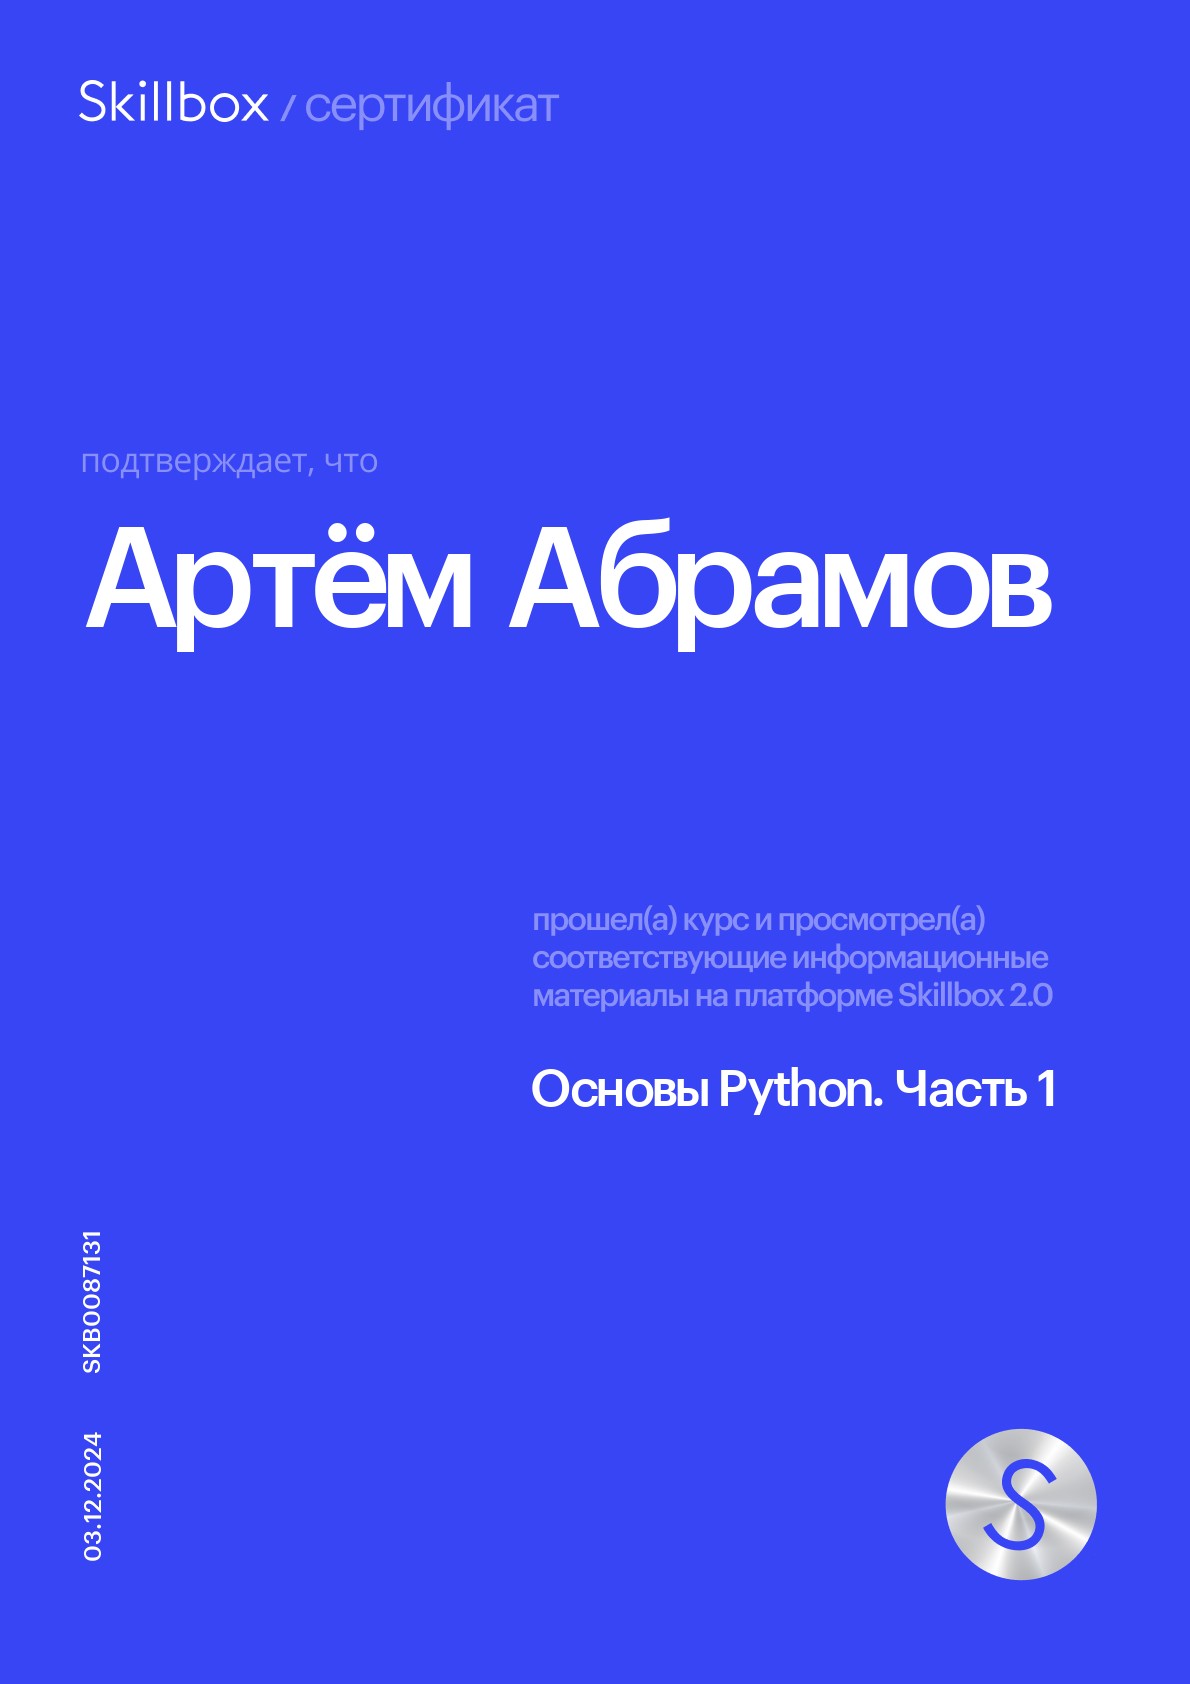 Skillbox / сертификат
подтверждает, что
Артём Абрамов
прошел(а) курс и просмотрел(а)
соответствующие информационные
материалы на платформе Skillbox 2.0
Основы Python. Часть 1
SKB0087131
03.12.2024
S